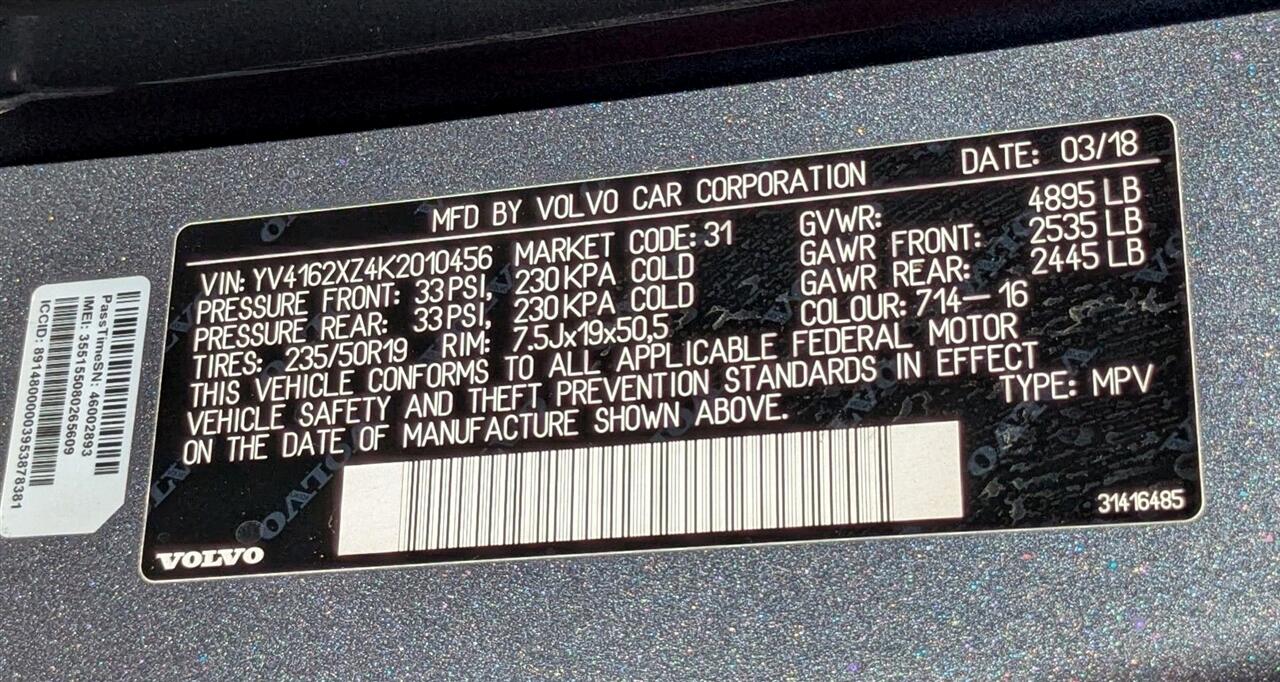 MFD BY VOLVO CAR CORPORATION DATE: 03/18
VIN: YV4162XZ4K2010456 MARKET CODE: 31 GVWR: 4895 LB
PRESSURE FRONT: 33 PSI, 230 KPA COLD GAWR FRONT: 2535 LB
PRESSURE REAR: 33 PSI, 230 KPA COLD GAWR REAR: 2445 LB
TIRES: 235/50R19 RIM: 7.5Jx19x50,5 COLOUR: 714-16
THIS VEHICLE CONFORMS TO ALL APPLICABLE FEDERAL MOTOR
VEHICLE SAFETY AND THEFT PREVENTION STANDARDS IN EFFECT
ON THE DATE OF MANUFACTURE SHOWN ABOVE. TYPE: MPV
31416485
VOLVO
PassTimeSN: 46002893
IMEI: 355155080265609
ICCID: 89148000003953878381